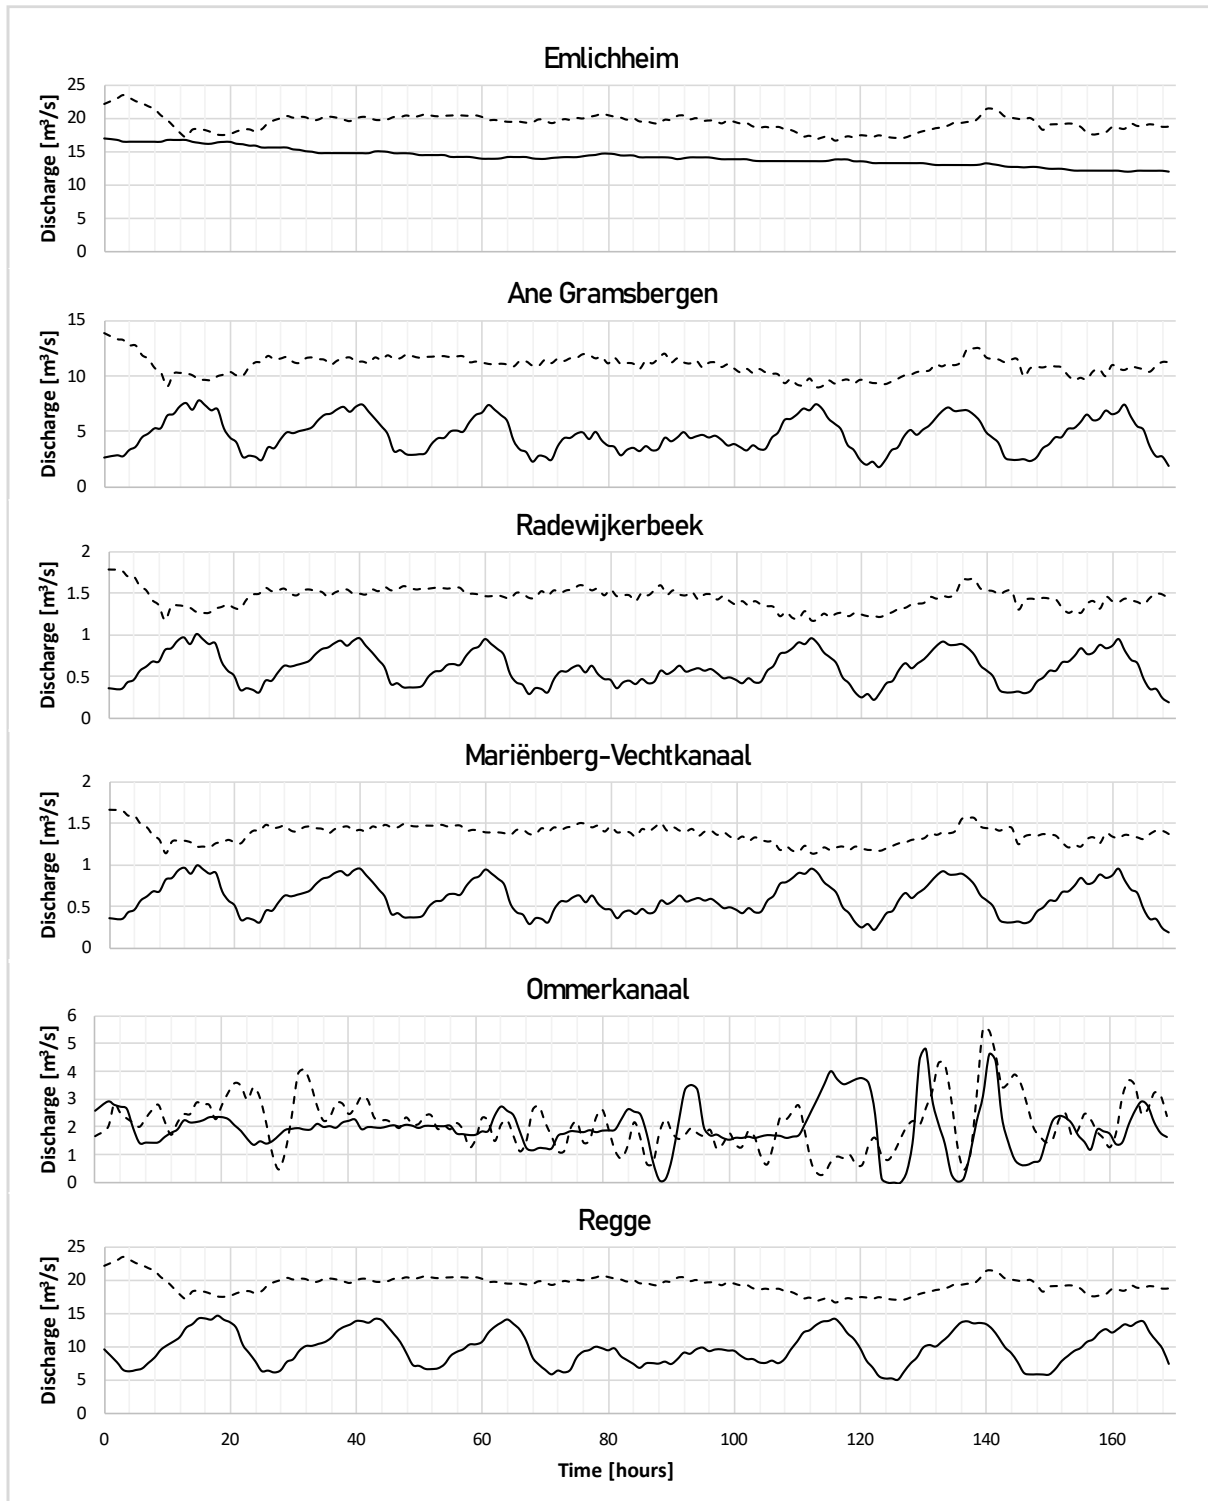 Emlichheim
Discharge [m³/s]
25
20
15
10
5
0
Ane Gramsbergen
Discharge [m³/s]
15
10
5
0
Radewijkerbeek
Discharge [m³/s]
2
1.5
1
0.5
0
Mariënberg-Vechtkanaal
Discharge [m³/s]
2
1.5
1
0.5
0
Ommerkanaal
Discharge [m³/s]
6
5
4
3
2
1
0
Regge
Discharge [m³/s]
25
20
15
10
5
0
0 20 40 60 80 100 120 140 160
Time [hours]